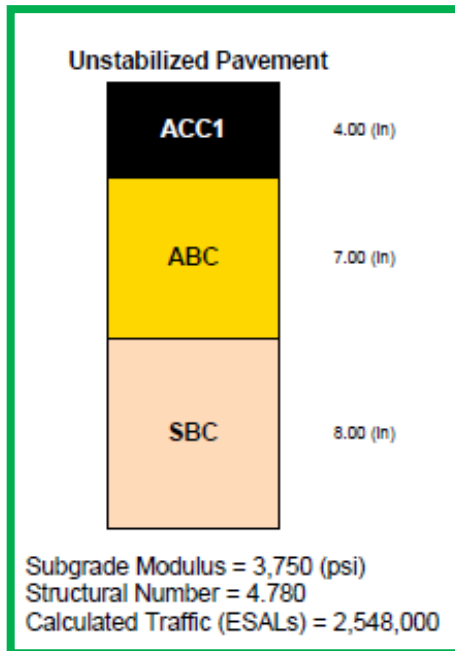 Unstabilized Pavement
ACC1
4.00 (in)
ABC
7.00 (in)
SBC
8.00 (in)
Subgrade Modulus = 3,750 (psi)
Structural Number = 4.780
Calculated Traffic (ESALs) = 2,548,000